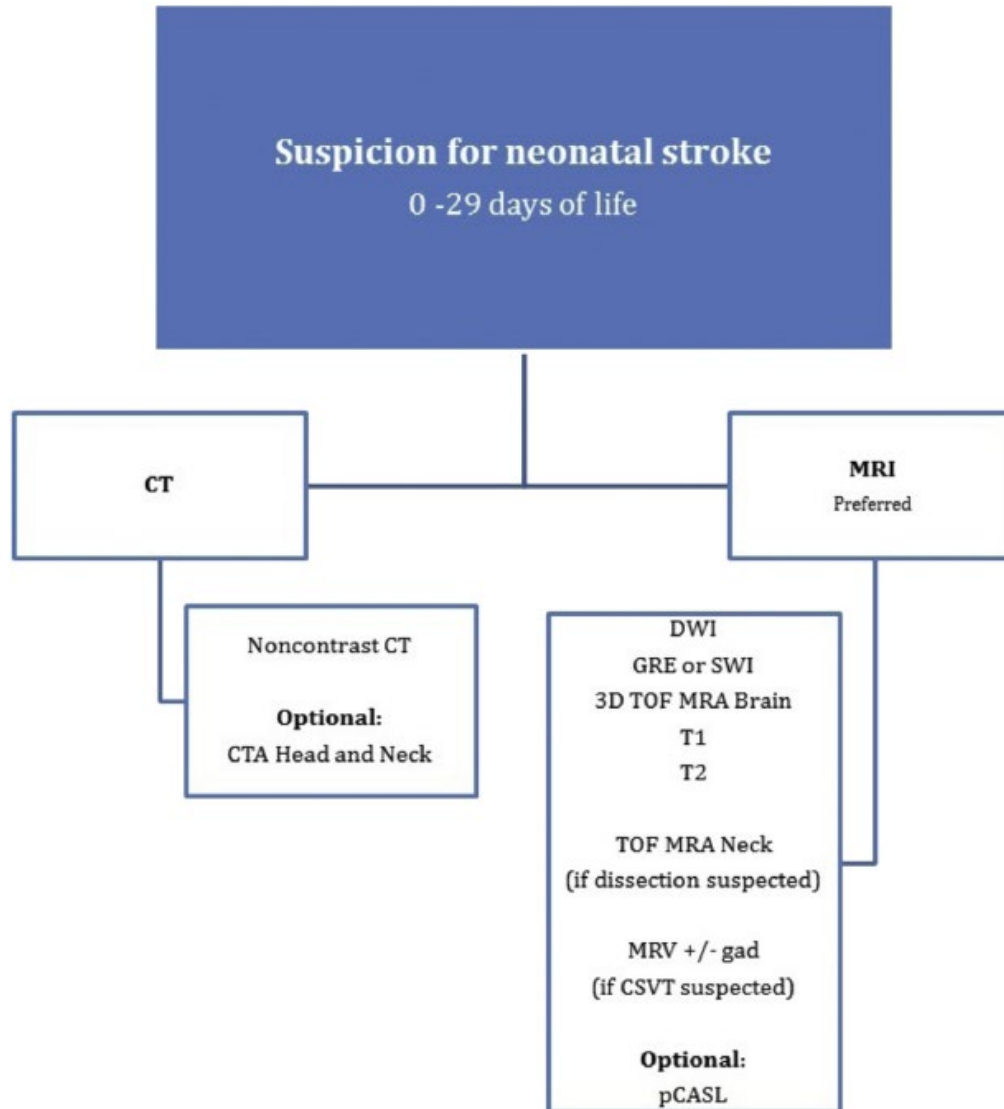 Suspicion for neonatal stroke
0 -29 days of life
CT
MRI
Preferred
Noncontrast CT
Optional:
CTA Head and Neck
DWI
GRE or SWI
3D TOF MRA Brain
T1
T2
TOF MRA Neck
(if dissection suspected)
MRV +/- gad
(if CSVT suspected)
Optional:
pCASL